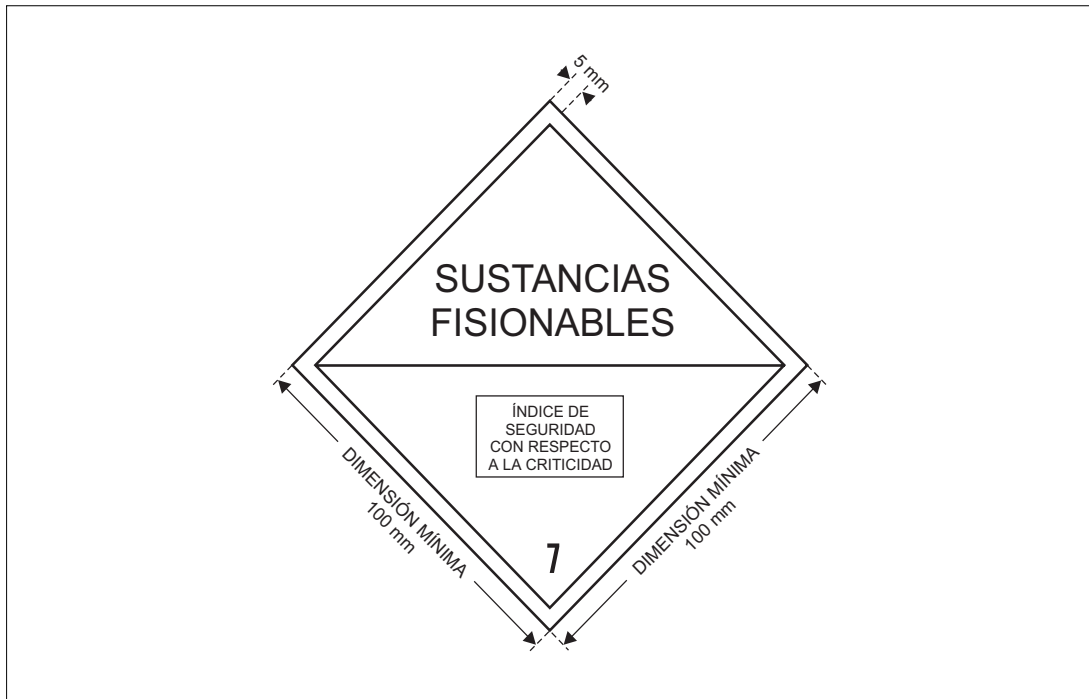 5 mm
SUSTANCIAS
FISIONABLES
ÍNDICE DE
SEGURIDAD
CON RESPECTO
A LA CRITICIDAD
DIMENSIÓN MÍNIMA
100 mm
DIMENSIÓN MÍNIMA
100 mm
7